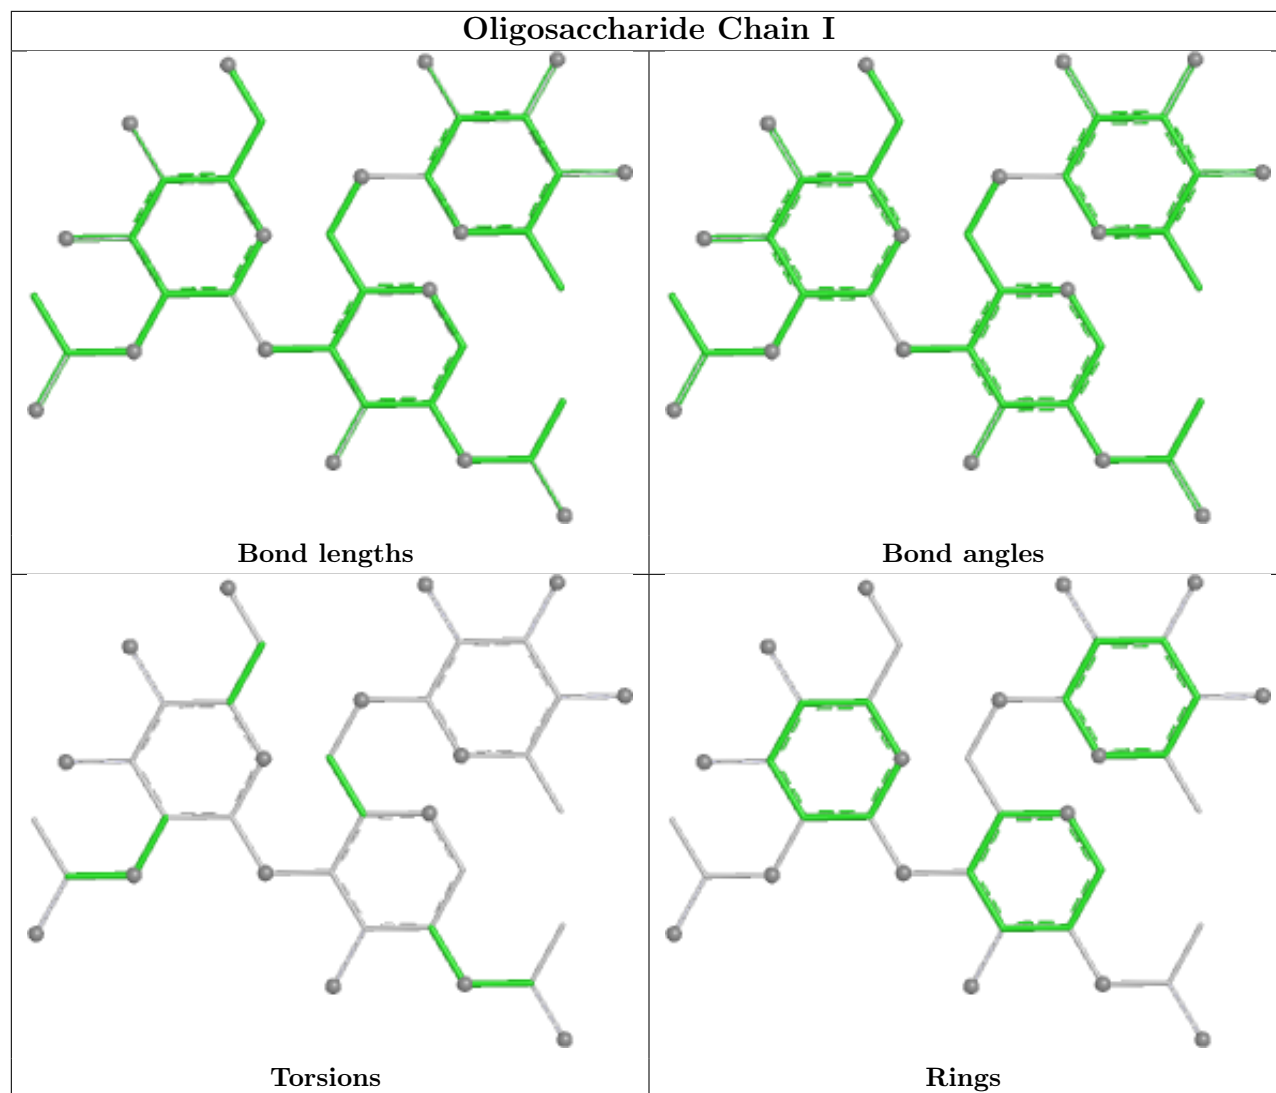 Oligosaccharide Chain I
Bond lengths
Bond angles
Torsions
Rings